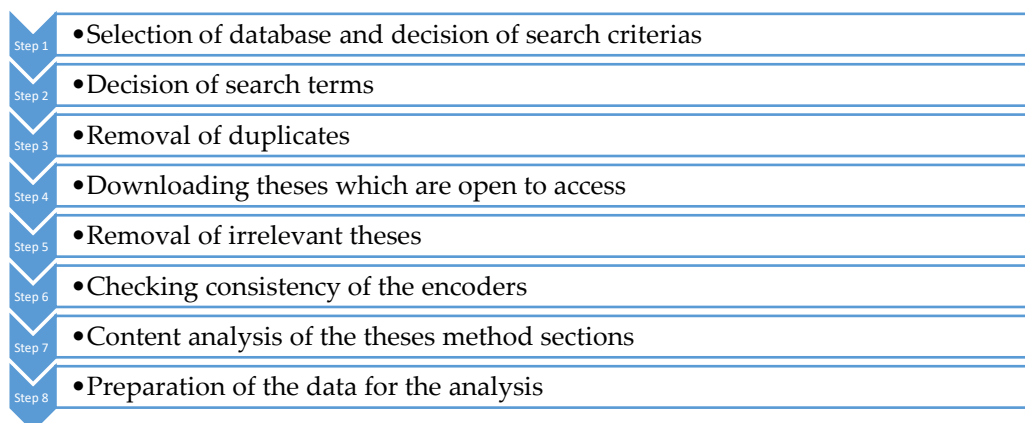 Step 1 •Selection of database and decision of search criterias
Step 2 •Decision of search terms
Step 3 •Removal of duplicates
Step 4 •Downloading theses which are open to access
Step 5 •Removal of irrelevant theses
Step 6 •Checking consistency of the encoders
Step 7 •Content analysis of the theses method sections
Step 8 •Preparation of the data for the analysis